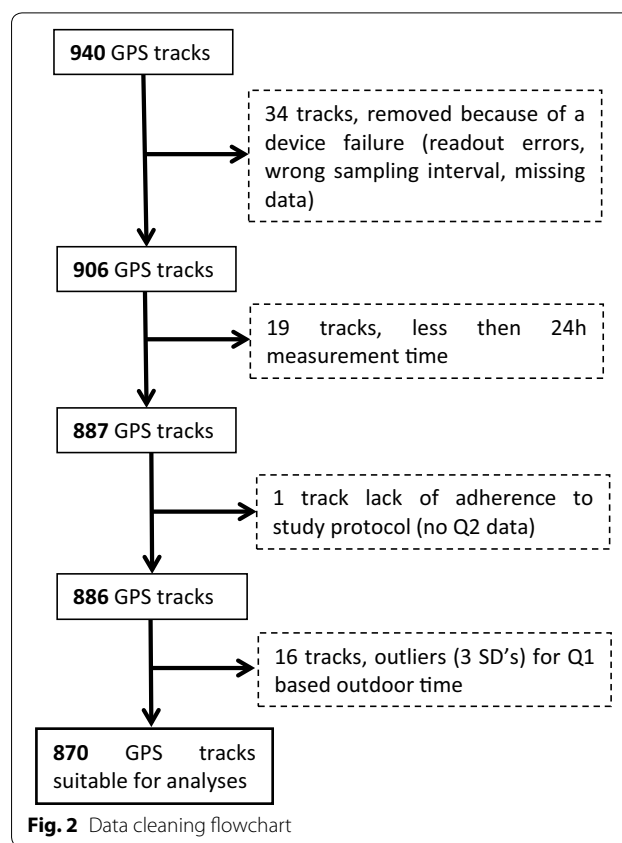 940 GPS tracks
34 tracks, removed because of a
device failure (readout errors,
wrong sampling interval, missing
data)
906 GPS tracks
19 tracks, less then 24h
measurement time
887 GPS tracks
1 track lack of adherence to
study protocol (no Q2 data)
886 GPS tracks
16 tracks, outliers (3 SD's) for Q1
based outdoor time
870 GPS tracks
suitable for analyses
Fig. 2 Data cleaning flowchart